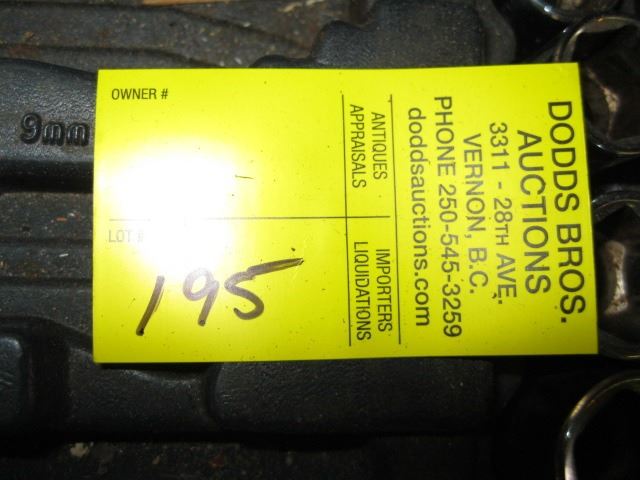 9mm
OWNER #
LOT #
195
ANTIQUES
APPRAISALS
IMPORTERS
LIQUIDATIONS
DODDS BROS.
AUCTIONS
3311 - 28TH AVE.
VERNON, B.C.
PHONE 250-545-3259
doddsauctions.com